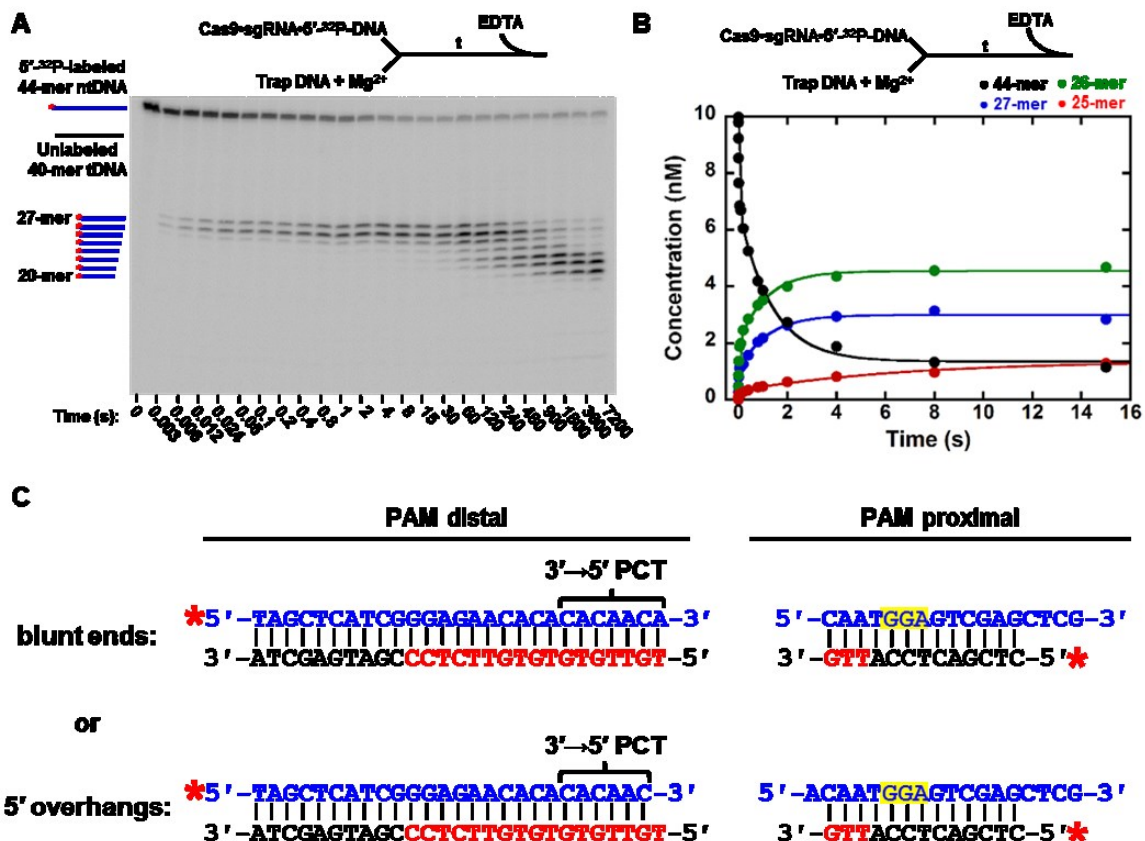 A
Cas9•sgRNA•5′-³²P-DNA
EDTA
t
Trap DNA + Mg²⁺
5′-³²P-labeled
44-mer ntDNA
Unlabeled
40-mer tDNA
27-mer
20-mer
Time (s): 0 0.003 0.006 0.012 0.024 0.05 0.1 0.2 0.4 0.8 1 2 4 8 15 30 60 120 240 480 900 1800 3600 7200
B
Cas9•sgRNA•5′-³²P-DNA
EDTA
t
Trap DNA + Mg²⁺
44-mer 26-mer
27-mer 25-mer
Concentration (nM)
10
8
6
4
2
0
0 2 4 6 8 10 12 14 16
Time (s)
C
PAM distal
PAM proximal
3′→5′ PCT
blunt ends:
*5′-TAGCTCATCGGGAGAACACACACAACA-3′
5′-CAATGGAGTCGAGCTCG-3′
3′-ATCGAGTAGCCCTCTTGTGTGTGTTGT-5′
3′-GTTACCTCAGCTC-5′*
or
3′→5′ PCT
5′ overhangs:
*5′-TAGCTCATCGGGAGAACACACACAAC-3′
5′-ACAATGGAGTCGAGCTCG-3′
3′-ATCGAGTAGCCCTCTTGTGTGTGTTGT-5′
3′-GTTACCTCAGCTC-5′*